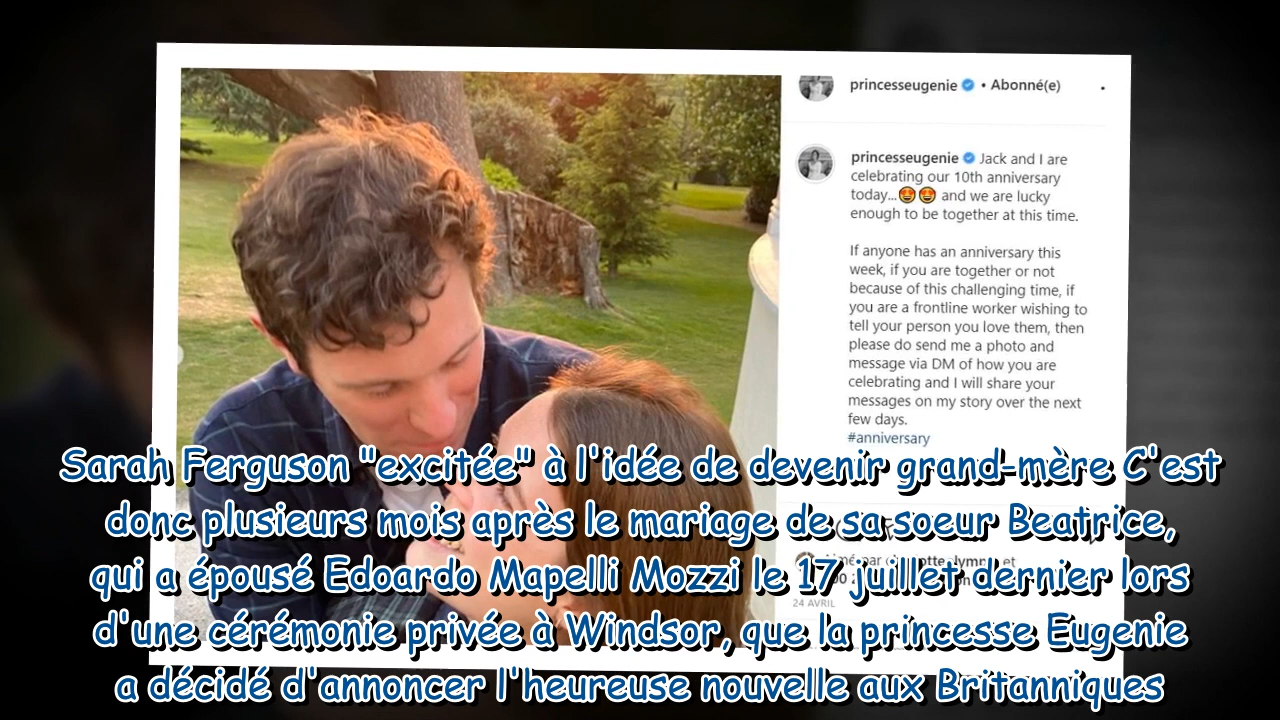 princesseugenie • Abonné(e)
princesseugenie Jack and I are
celebrating our 10th anniversary
today...🤩🤩 and we are lucky
enough to be together at this time.
If anyone has an anniversary this
week, if you are together or not
because of this challenging time, if
you are a frontline worker wishing to
tell your person you love them, then
please do send me a photo and
message via DM of how you are
celebrating and I will share your
messages on my story over the next
few days.
#anniversary
Sarah Ferguson "excitée" à l'idée de devenir grand-mère C'est
donc plusieurs mois après le mariage de sa soeur Beatrice,
qui a épousé Edoardo Mapelli Mozzi le 17 juillet dernier lors
d'une cérémonie privée à Windsor, que la princesse Eugenie
a décidé d'annoncer l'heureuse nouvelle aux Britanniques
24 AVRIL